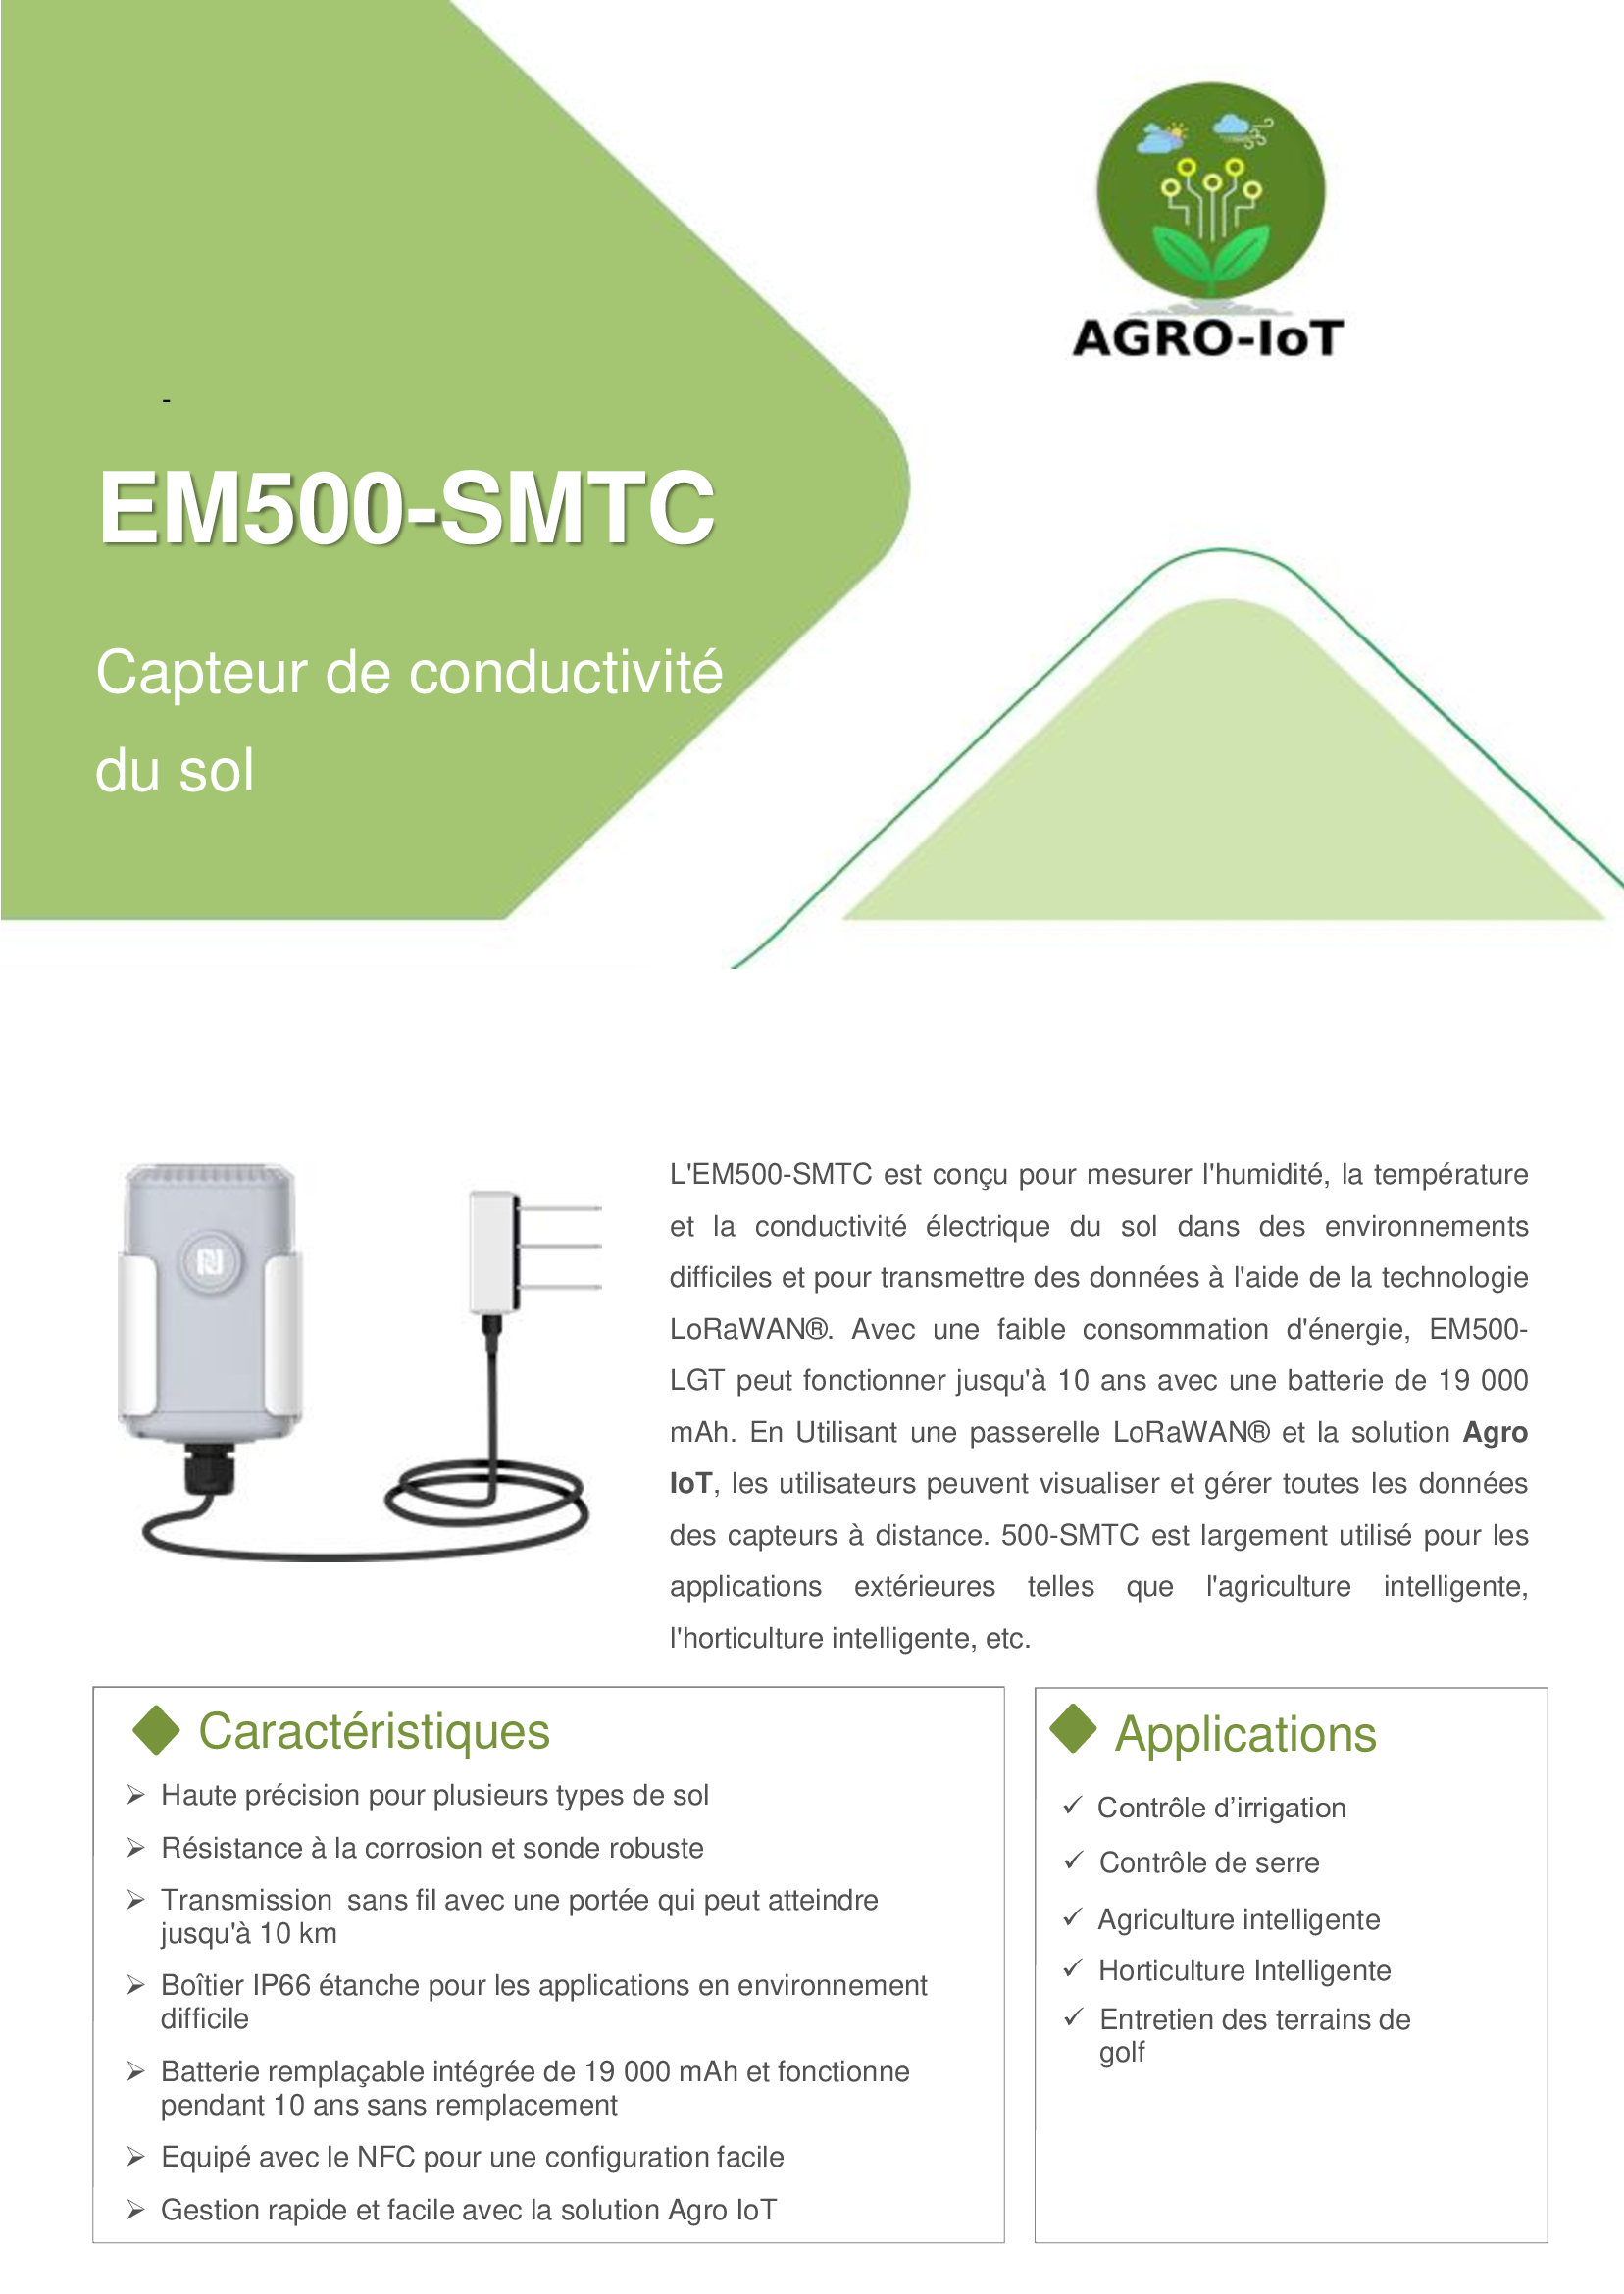 AGRO-IoT
-
EM500-SMTC
Capteur de conductivité
du sol
L'EM500-SMTC est conçu pour mesurer l'humidité, la température
et la conductivité électrique du sol dans des environnements
difficiles et pour transmettre des données à l'aide de la technologie
LoRaWAN®. Avec une faible consommation d'énergie, EM500-
LGT peut fonctionner jusqu'à 10 ans avec une batterie de 19 000
mAh. En Utilisant une passerelle LoRaWAN® et la solution Agro
IoT, les utilisateurs peuvent visualiser et gérer toutes les données
des capteurs à distance. 500-SMTC est largement utilisé pour les
applications extérieures telles que l'agriculture intelligente,
l'horticulture intelligente, etc.
Caractéristiques
Haute précision pour plusieurs types de sol
Résistance à la corrosion et sonde robuste
Transmission sans fil avec une portée qui peut atteindre
jusqu'à 10 km
Boîtier IP66 étanche pour les applications en environnement
difficile
Batterie remplaçable intégrée de 19 000 mAh et fonctionne
pendant 10 ans sans remplacement
Equipé avec le NFC pour une configuration facile
Gestion rapide et facile avec la solution Agro IoT
Applications
Contrôle d’irrigation
Contrôle de serre
Agriculture intelligente
Horticulture Intelligente
Entretien des terrains de
golf